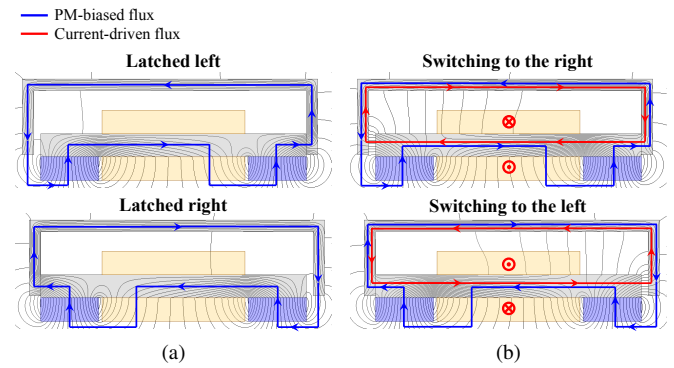 PM-biased flux
Current-driven flux
Latched left
Switching to the right
Latched right
Switching to the left
(a)
(b)